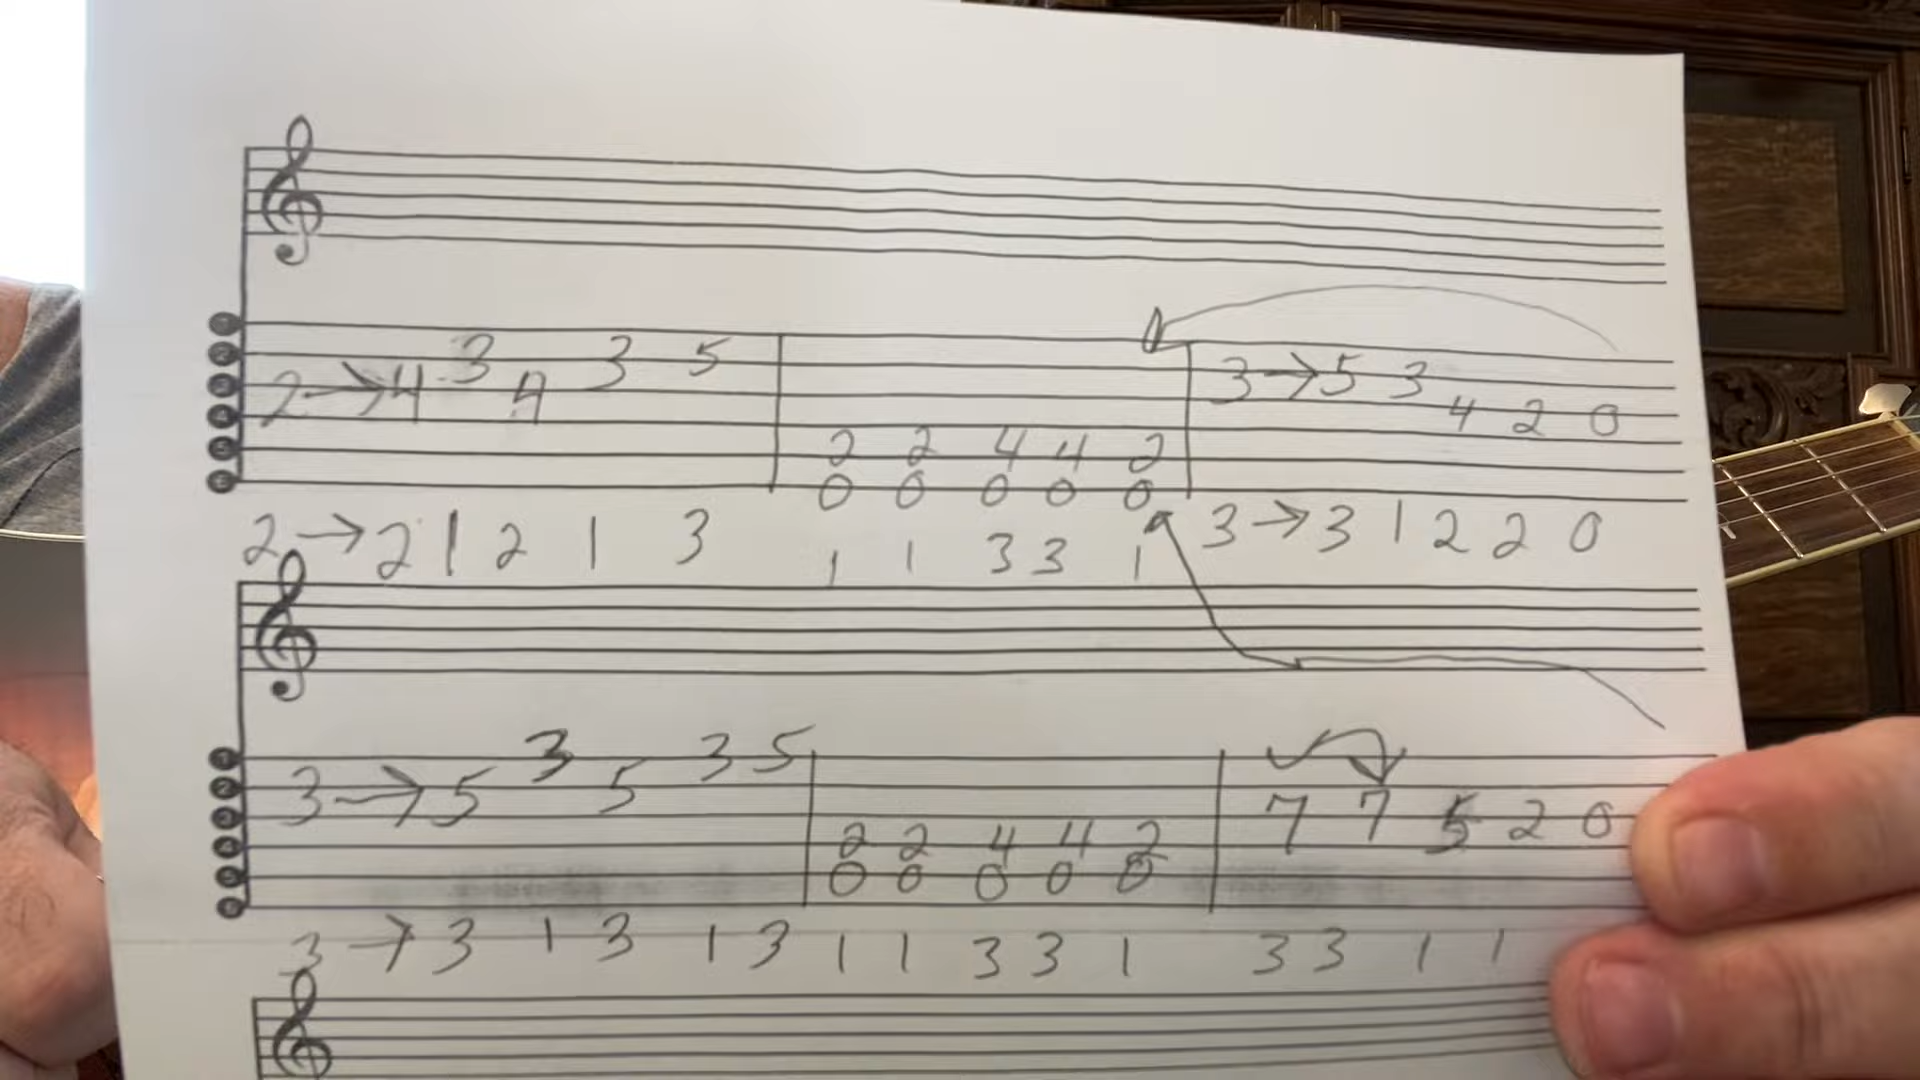 3 3 5
2 → 4 4
3 → 5 3
4 2 0
2 2 4 4 2
0 0 0 0 0
2 → 2 1 2 1 3 1 1 3 3 1 3 → 3 1 2 2 0
3 3 5
3 → 5 5
7 7 5 2 0
2 2 4 4 2
0 0 0 0 0
3 → 3 1 3 1 3 1 1 3 3 1 3 3 1 1